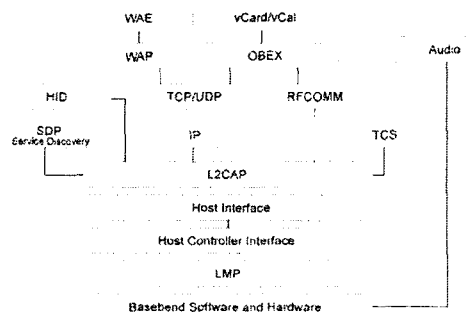 WAE vCard/vCal
WAP OBEX Audio
HID TCP/UDP RFCOMM
SDP
Service Discovery
IP TCS
L2CAP
Host Interface
Host Controller Interface
LMP
Basebend Spftware and Hardware